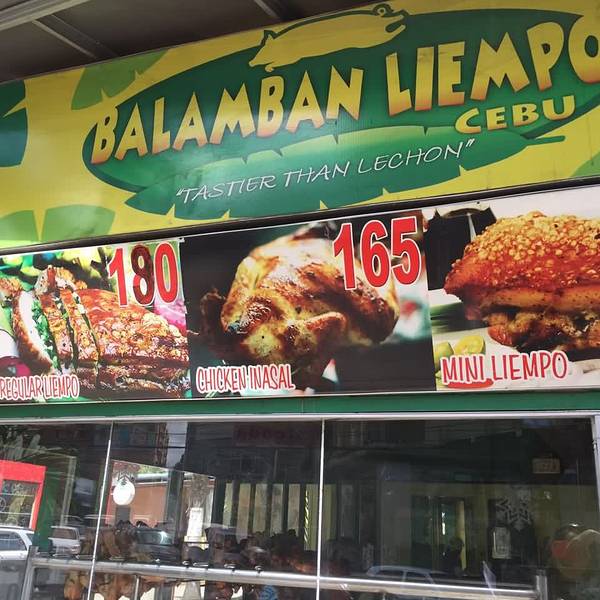 BALAMBAN LIEMPO
CEBU
"TASTIER THAN LECHON"
180
165
REGULAR LIEMPO
CHICKEN INASAL
MINI LIEMPO